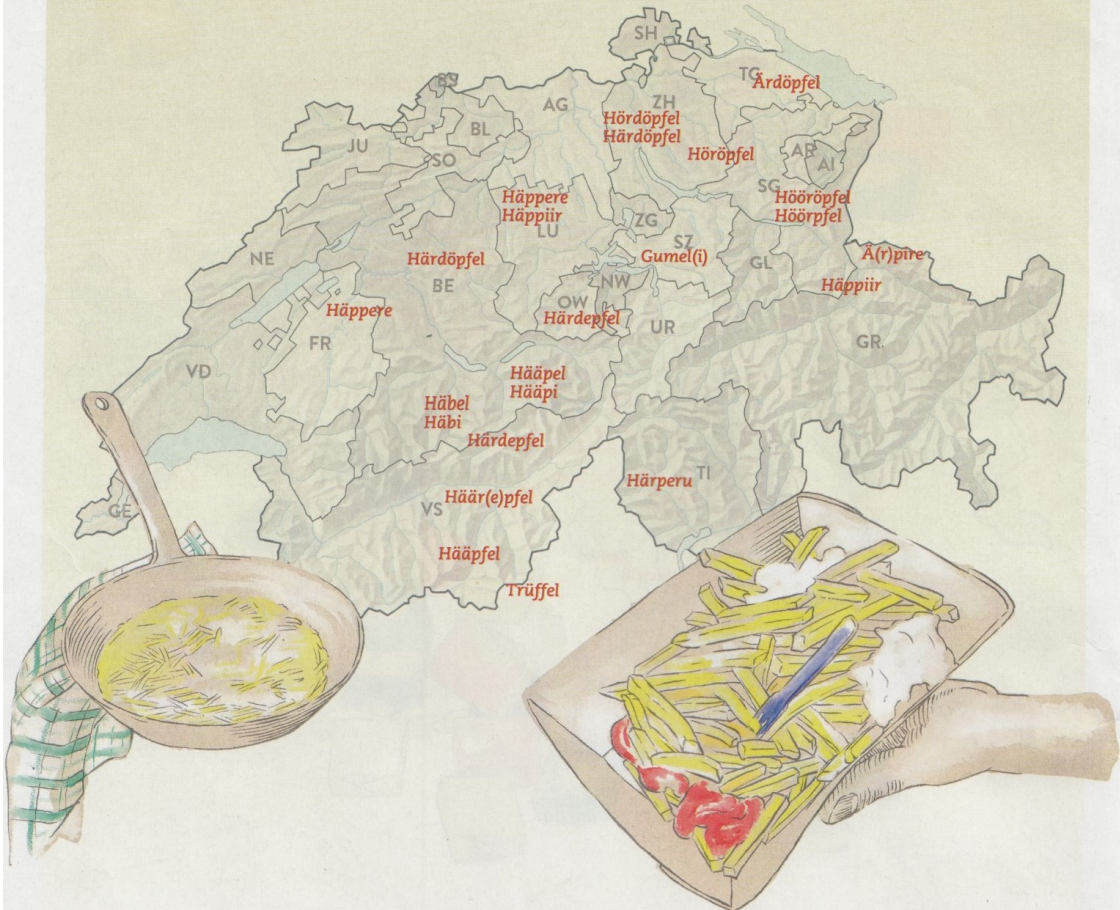 SH
BS
TG
Ärdöpfel
AG
ZH
Hördöpfel
Härdöpfel
BL
JU
SO
Höröpfel
AR
AI
SG
Hööröpfel
Höörpfel
Häppere
Häppiir
LU
ZG
SZ
Gumel(i)
NE
Härdöpfel
BE
GL
Ä(r)pire
Häppiir
NW
OW
Härdepfel
Häppere
FR
UR
GR
VD
Hääpel
Hääpi
Häbel
Häbi
Härdepfel
TI
Härperu
GE
VS
Häär(e)pfel
Hääpfel
Trüffel